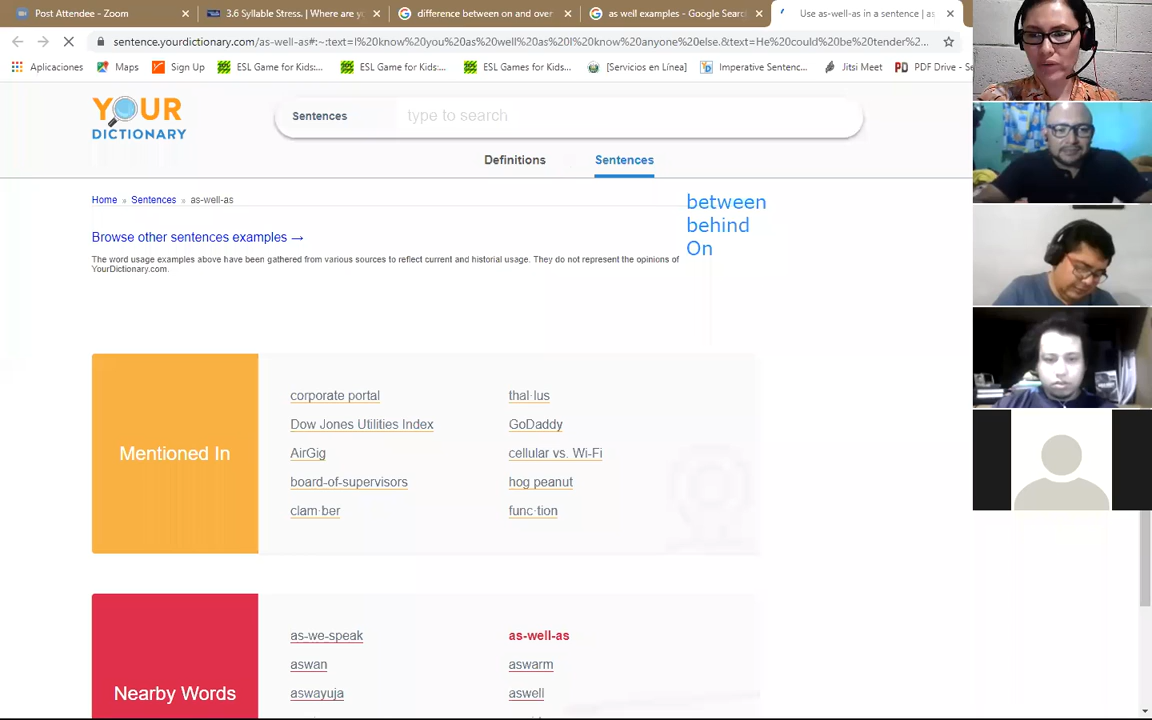 Post Attendee - Zoom
3.6 Syllable Stress. | Where are yo
difference between on and over
as well examples - Google Search
Use as-well-as in a sentence | as
sentence.yourdictionary.com/as-well-as#:~:text=I%20know%20you%20as%20well%20as%20I%20know%20anyone%20else.&text=He%20could%20be%20tender%2...
Aplicaciones
Maps
Sign Up
ESL Game for Kids:...
ESL Game for Kids:...
ESL Games for Kids...
[Servicios en Línea]
Imperative Sentenc...
Jitsi Meet
PDF Drive - Se
YOUR
DICTIONARY
Sentences
type to search
Definitions
Sentences
Home » Sentences » as-well-as
between
behind
On
Browse other sentences examples →
The word usage examples above have been gathered from various sources to reflect current and historial usage. They do not represent the opinions of
YourDictionary.com.
Mentioned In
corporate portal
thal·lus
Dow Jones Utilities Index
GoDaddy
AirGig
cellular vs. Wi-Fi
board-of-supervisors
hog peanut
clam·ber
func·tion
Nearby Words
as-we-speak
as-well-as
aswan
aswarm
aswayuja
aswell